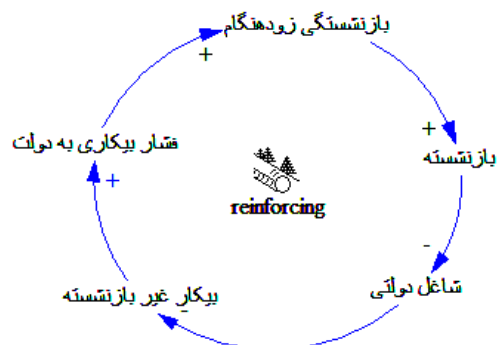 بازنشستگی زودهنگام
+
+
بازنشسته
-
شاغل دولتی
بیکار غیر بازنشسته
+
فشار بیکاری به دولت
reinforcing